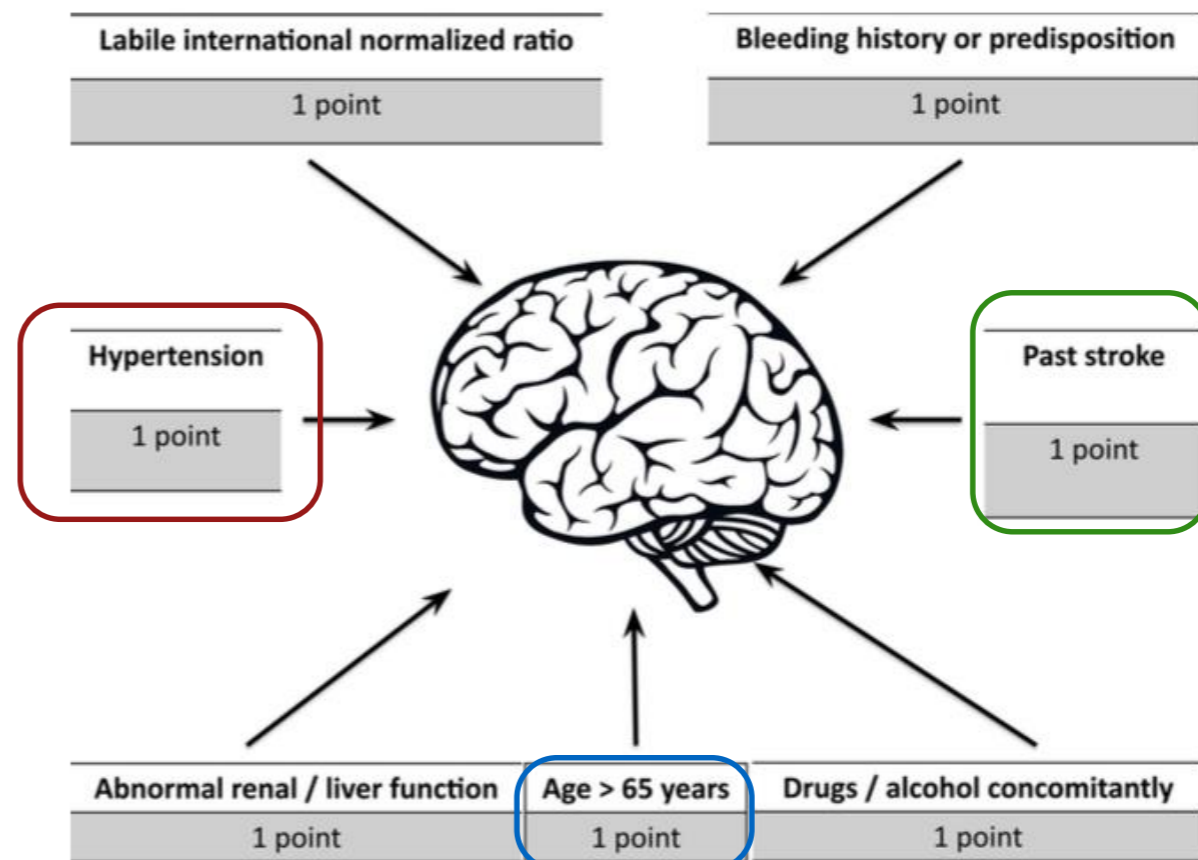 Labile international normalized ratio
1 point
Bleeding history or predisposition
1 point
Hypertension
1 point
Past stroke
1 point
Abnormal renal / liver function
1 point
Age > 65 years
1 point
Drugs / alcohol concomitantly
1 point